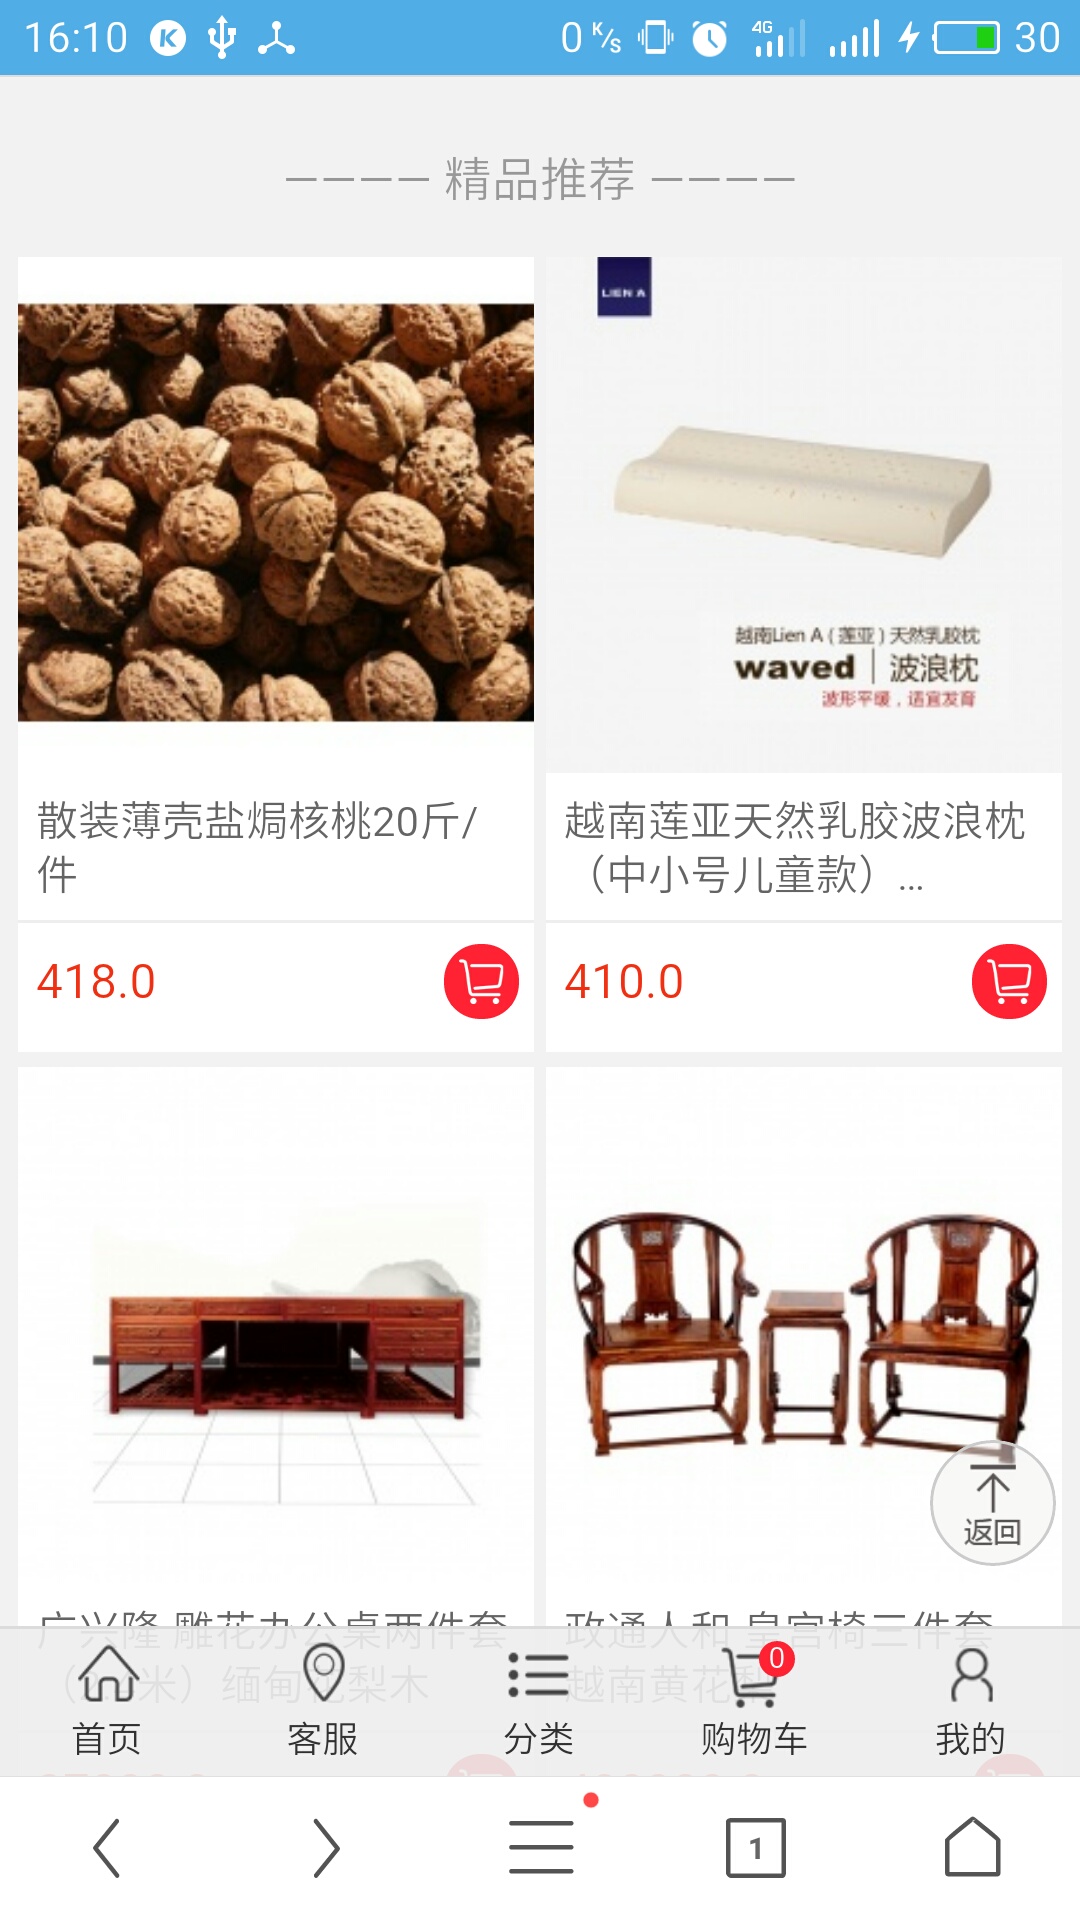 16:10
0 K/s
4G
30
———— 精品推荐 ————
LIEN A
越南Lien A（莲亚）天然乳胶枕
waved | 波浪枕
波形平缓，适宜发育
散装薄壳盐焗核桃20斤/
件
越南莲亚天然乳胶波浪枕
（中小号儿童款）...
418.0
410.0
返回
广兴隆 雕花办公桌两件套
米）缅甸花梨木
政通人和 皇宫椅三件套
越南黄花梨
0
首页
客服
分类
购物车
我的
1